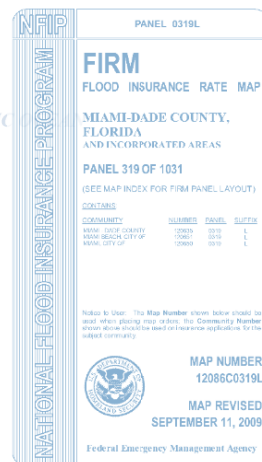 NFIP
PANEL 0319L
FIRM
FLOOD INSURANCE RATE MAP
MIAMI-DADE COUNTY,
FLORIDA
AND INCORPORATED AREAS
PANEL 319 OF 1031
(SEE MAP INDEX FOR FIRM PANEL LAYOUT)
CONTAINS:
COMMUNITY NUMBER PANEL SUFFIX
MIAMI-DADE COUNTY 120635 0319 L
MIAMI BEACH, CITY OF 120651 0319 L
MIAMI, CITY OF 120650 0319 L
Notice to User: The Map Number shown below should be
used when placing map orders; the Community Number
shown above should be used on insurance applications for the
subject community.
MAP NUMBER
12086C0319L
MAP REVISED
SEPTEMBER 11, 2009
Federal Emergency Management Agency
NATIONAL FLOOD INSURANCE PROGRAM